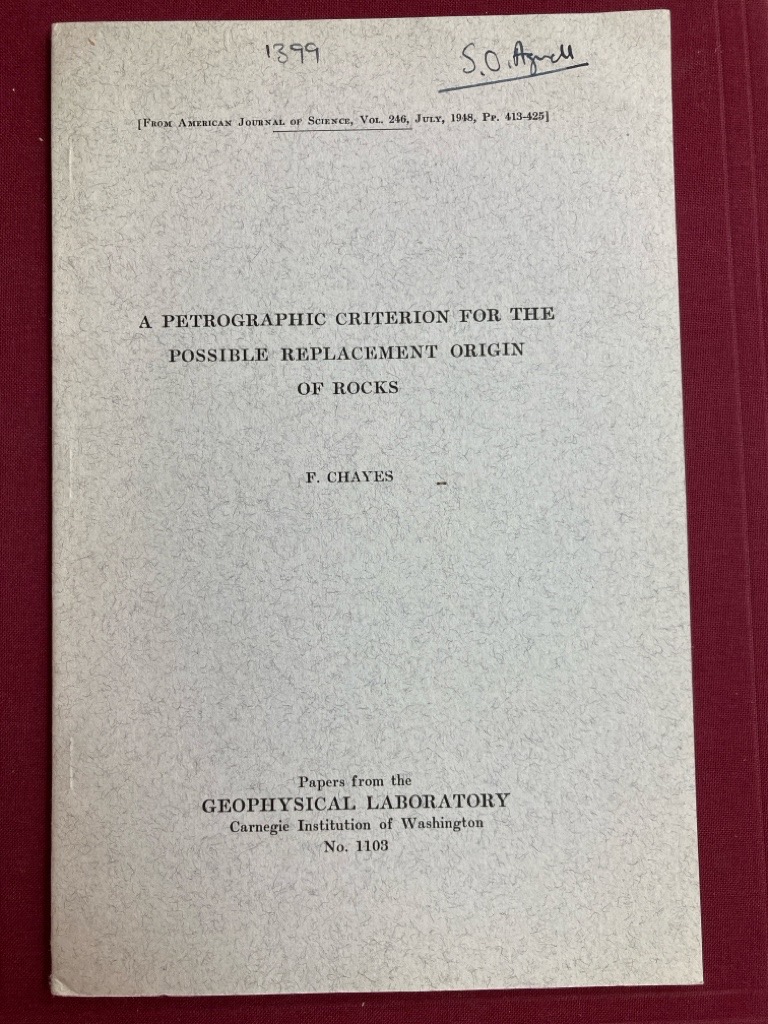 1399
S.O. Agrell
[FROM AMERICAN JOURNAL OF SCIENCE, VOL. 246, JULY, 1948, PP. 413-425]
A PETROGRAPHIC CRITERION FOR THE
POSSIBLE REPLACEMENT ORIGIN
OF ROCKS
F. CHAYES
Papers from the
GEOPHYSICAL LABORATORY
Carnegie Institution of Washington
No. 1103